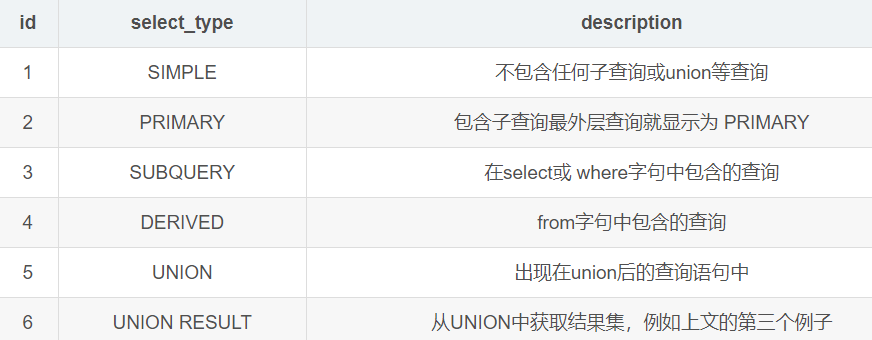 id select_type description
1 SIMPLE 不包含任何子查询或union等查询
2 PRIMARY 包含子查询最外层查询就显示为 PRIMARY
3 SUBQUERY 在select或 where字句中包含的查询
4 DERIVED from字句中包含的查询
5 UNION 出现在union后的查询语句中
6 UNION RESULT 从UNION中获取结果集，例如上文的第三个例子